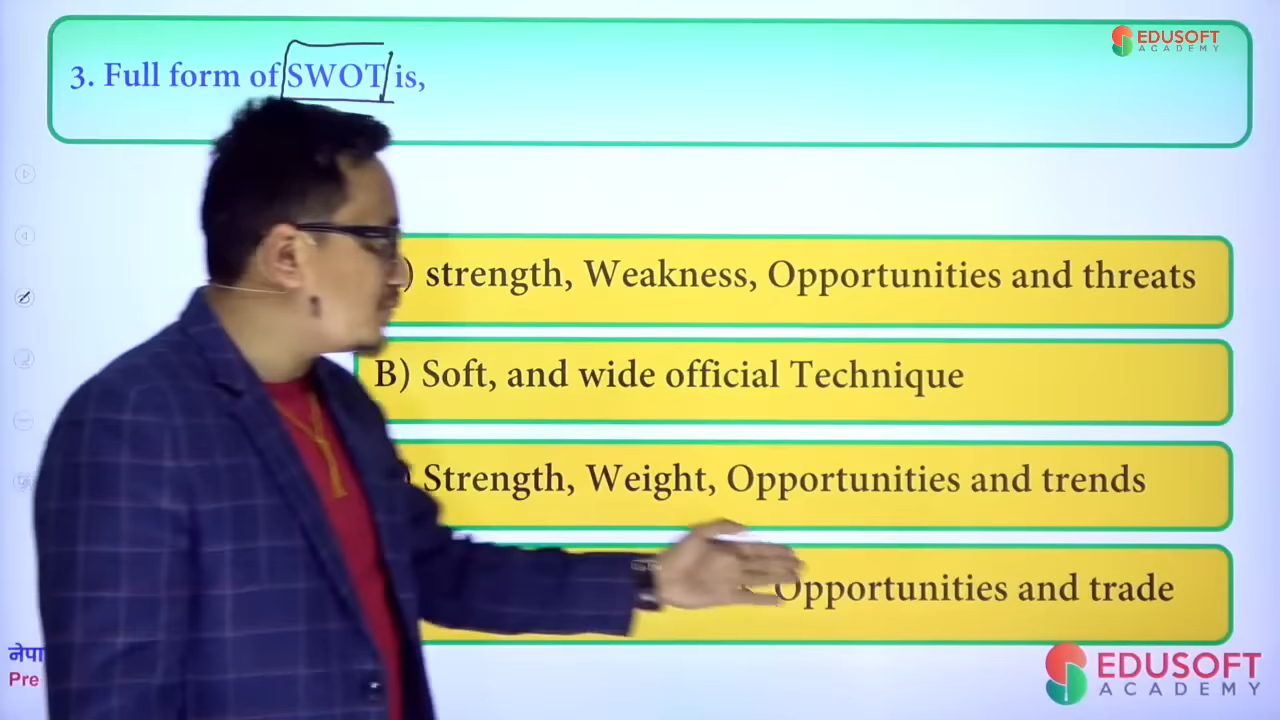 EDUSOFT
ACADEMY
3. Full form of SWOT is,
) strength, Weakness, Opportunities and threats
B) Soft, and wide official Technique
Strength, Weight, Opportunities and trends
Opportunities and trade
नेपा
Pre
EDUSOFT
ACADEMY